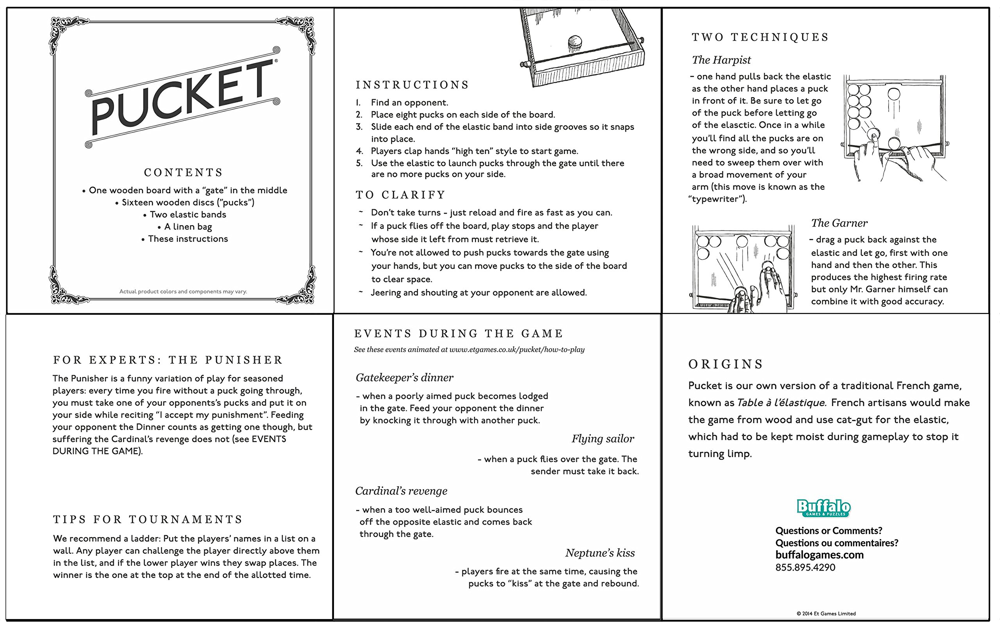 PUCKET®
CONTENTS
• One wooden board with a “gate” in the middle
• Sixteen wooden discs (”pucks”)
• Two elastic bands
• A linen bag
• These instructions
Actual product colors and components may vary.
INSTRUCTIONS
1. Find an opponent.
2. Place eight pucks on each side of the board.
3. Slide each end of the elastic band into side grooves so it snaps
into place.
4. Players clap hands “high ten” style to start game.
5. Use the elastic to launch pucks through the gate until there
are no more pucks on your side.
TO CLARIFY
~ Don’t take turns - just reload and fire as fast as you can.
~ If a puck flies off the board, play stops and the player
whose side it left from must retrieve it.
~ You’re not allowed to push pucks towards the gate using
your hands, but you can move pucks to the side of the board
to clear space.
~ Jeering and shouting at your opponent are allowed.
TWO TECHNIQUES
The Harpist
- one hand pulls back the elastic
as the other hand places a puck
in front of it. Be sure to let go
of the puck before letting go
of the elasctic. Once in a while
you’ll find all the pucks are on
the wrong side, and so you’ll
need to sweep them over with
a broad movement of your
arm (this move is known as the
“typewriter”).
The Garner
- drag a puck back against the
elastic and let go, first with one
hand and then the other. This
produces the highest firing rate
but only Mr. Garner himself can
combine it with good accuracy.
FOR EXPERTS: THE PUNISHER
The Punisher is a funny variation of play for seasoned
players: every time you fire without a puck going through,
you must take one of your opponents’s pucks and put it on
your side while reciting “I accept my punishment”. Feeding
your opponent the Dinner counts as getting one though, but
suffering the Cardinal’s revenge does not (see EVENTS
DURING THE GAME).
TIPS FOR TOURNAMENTS
We recommend a ladder: Put the players’ names in a list on a
wall. Any player can challenge the player directly above them
in the list, and if the lower player wins they swap places. The
winner is the one at the top at the end of the allotted time.
EVENTS DURING THE GAME
See these events animated at www.etgames.co.uk/pucket/how-to-play
Gatekeeper’s dinner
- when a poorly aimed puck becomes lodged
in the gate. Feed your opponent the dinner
by knocking it through with another puck.
Flying sailor
- when a puck flies over the gate. The
sender must take it back.
Cardinal’s revenge
- when a too well-aimed puck bounces
off the opposite elastic and comes back
through the gate.
Neptune’s kiss
- players fire at the same time, causing the
pucks to “kiss” at the gate and rebound.
ORIGINS
Pucket is our own version of a traditional French game,
known as Table à l’élastique. French artisans would make
the game from wood and use cat-gut for the elastic,
which had to be kept moist during gameplay to stop it
turning limp.
Buffalo
GAMES & PUZZLES
Questions or Comments?
Questions ou commentaires?
buffalogames.com
855.895.4290
© 2014 Et Games Limited